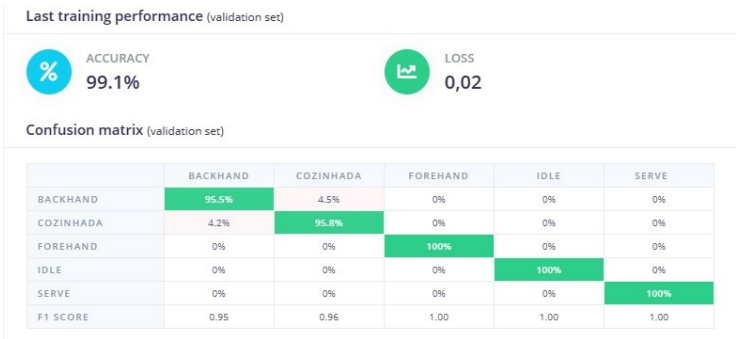 Last training performance (validation set)
% ACCURACY
99.1%
LOSS
0,02
Confusion matrix (validation set)
BACKHAND COZINHADA FOREHAND IDLE SERVE
BACKHAND 95.5% 4.5% 0% 0% 0%
COZINHADA 4.2% 95.8% 0% 0% 0%
FOREHAND 0% 0% 100% 0% 0%
IDLE 0% 0% 0% 100% 0%
SERVE 0% 0% 0% 0% 100%
F1 SCORE 0.95 0.96 1.00 1.00 1.00